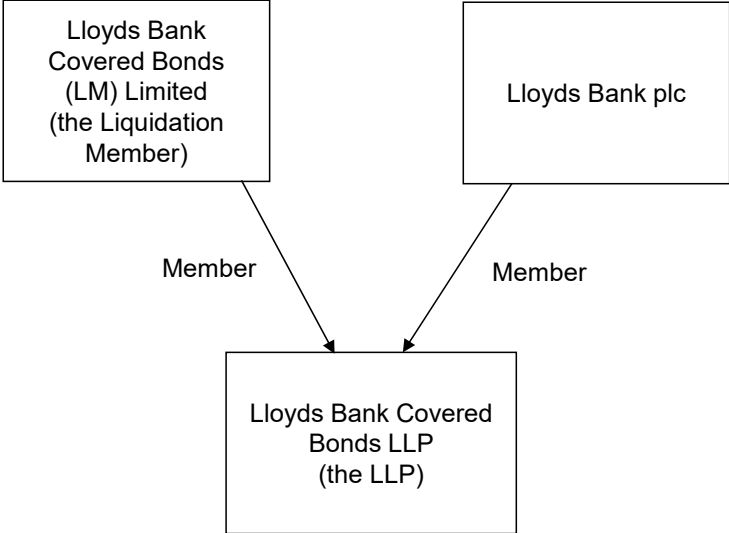 Lloyds Bank
Covered Bonds
(LM) Limited
(the Liquidation
Member)
Lloyds Bank plc
Member
Member
Lloyds Bank Covered
Bonds LLP
(the LLP)